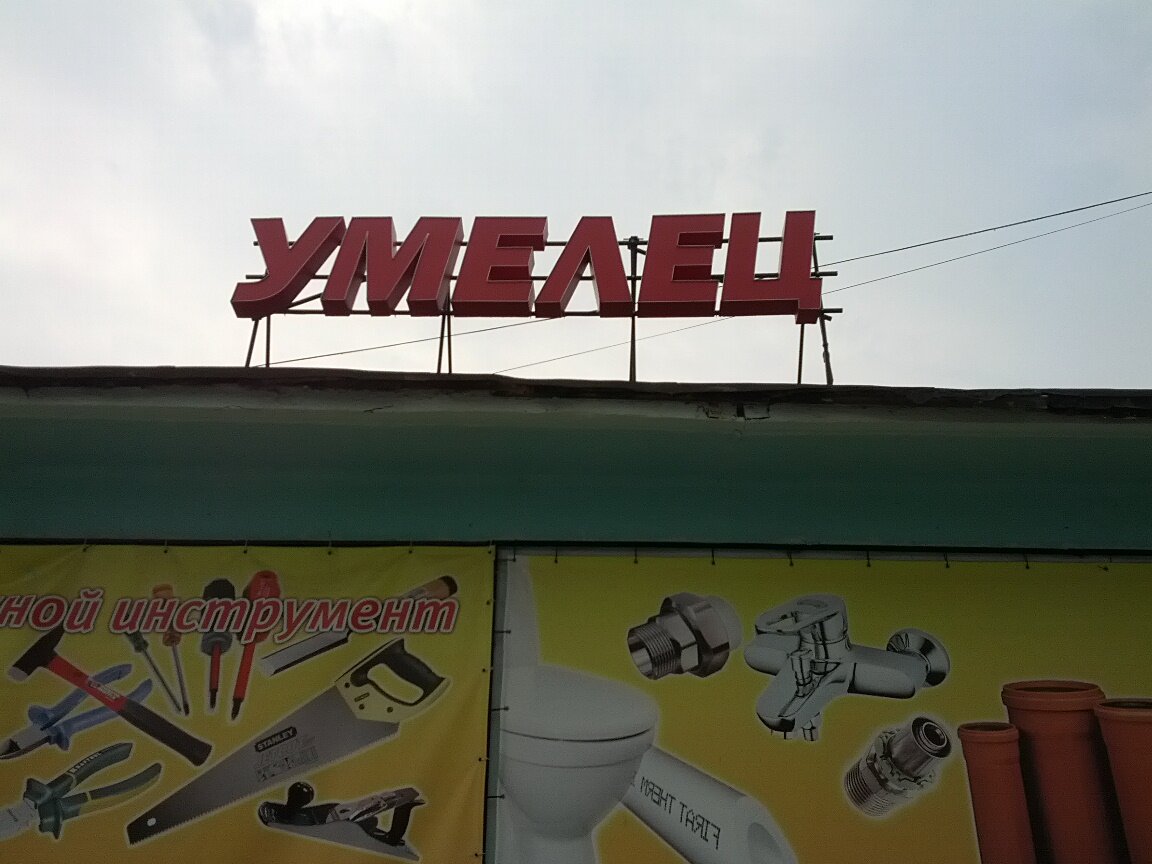 УМЕЛЕЦ
ной инструмент
STANLEY
FIRAT THERM